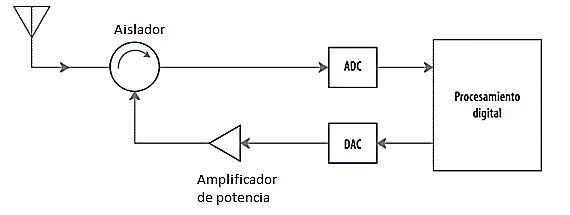 Aislador
ADC
Procesamiento
digital
DAC
Amplificador
de potencia